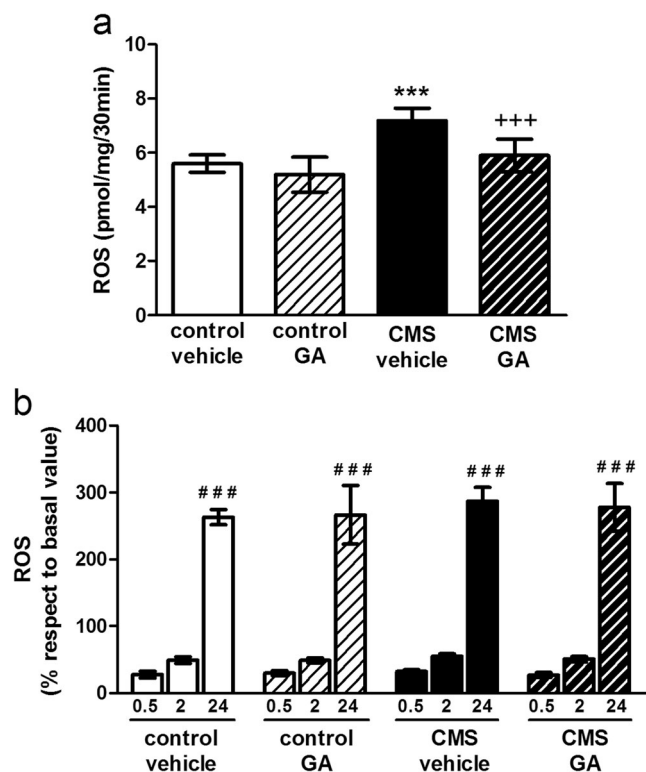 a
ROS (pmol/mg/30min)
10
8
6
4
2
0
***
+++
control
vehicle
control
GA
CMS
vehicle
CMS
GA
b
ROS
(% respect to basal value)
400
300
200
100
0
###
###
###
###
0.5 2 24
0.5 2 24
0.5 2 24
0.5 2 24
control
vehicle
control
GA
CMS
vehicle
CMS
GA